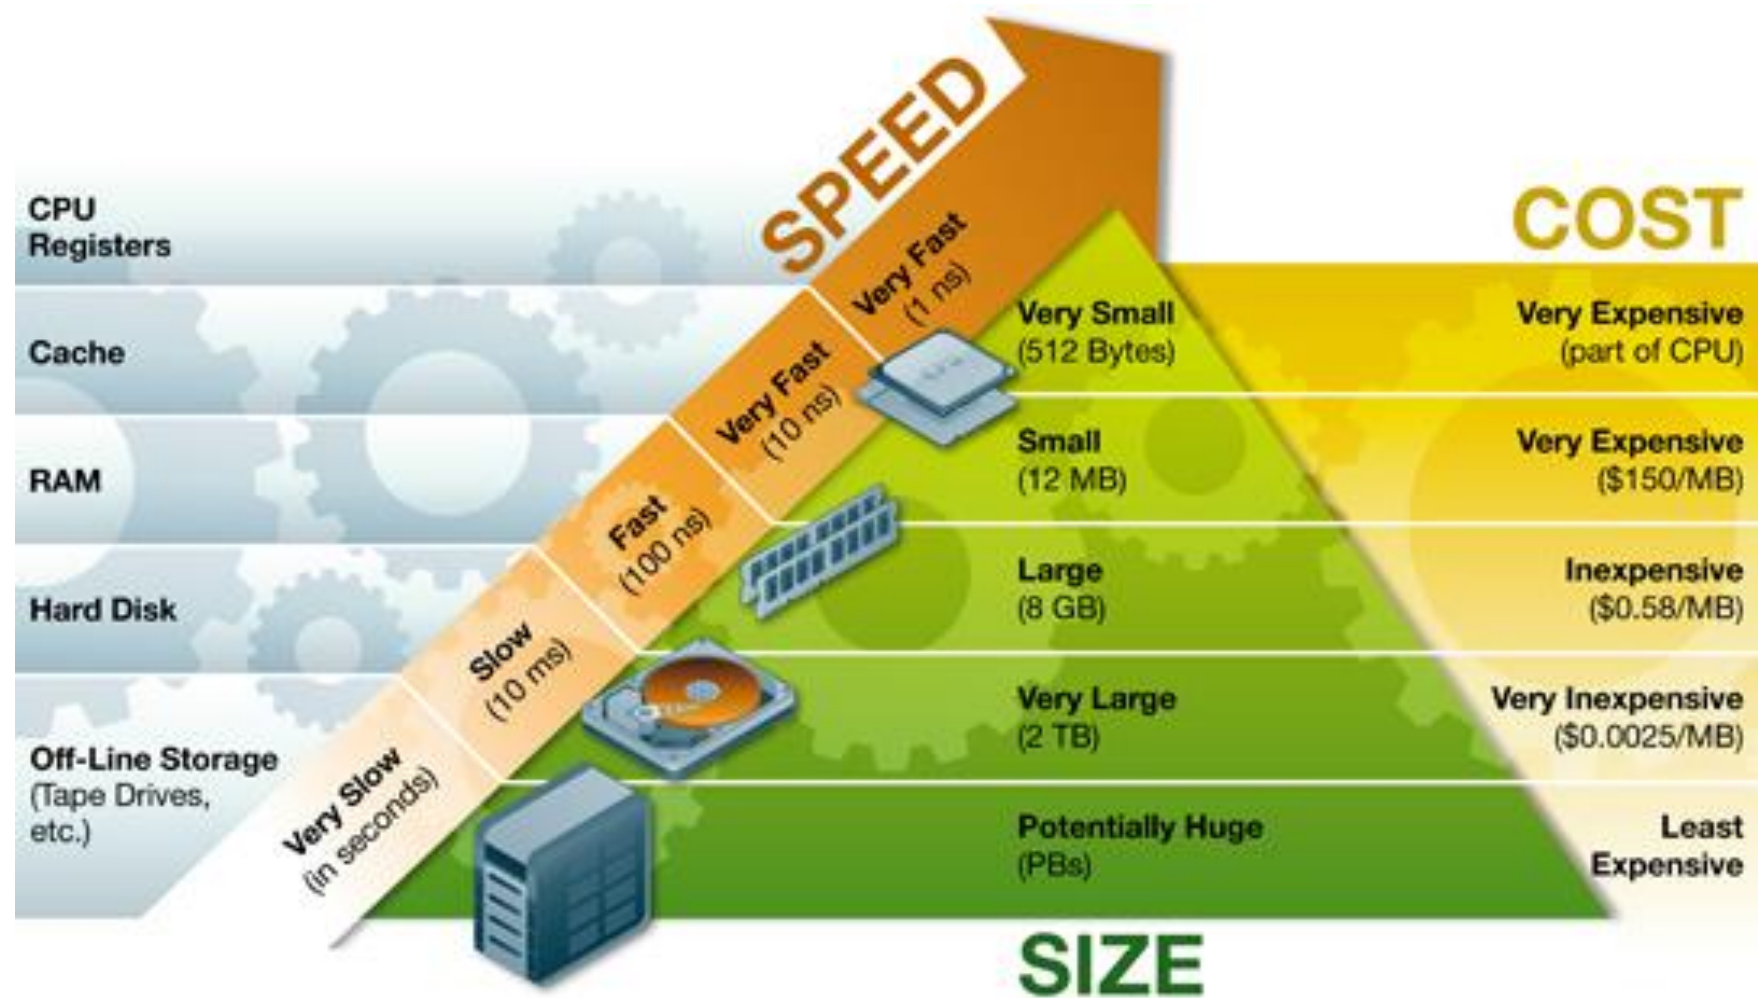 SPEED
COST
CPU
Registers
Very Fast
(1 ns)
Very Small
(512 Bytes)
Very Expensive
(part of CPU)
Cache
Very Fast
(10 ns)
Small
(12 MB)
Very Expensive
($150/MB)
RAM
Fast
(100 ns)
Large
(8 GB)
Inexpensive
($0.58/MB)
Hard Disk
Slow
(10 ms)
Very Large
(2 TB)
Very Inexpensive
($0.0025/MB)
Off-Line Storage
(Tape Drives,
etc.)
Very Slow
(in seconds)
Potentially Huge
(PBs)
Least
Expensive
SIZE